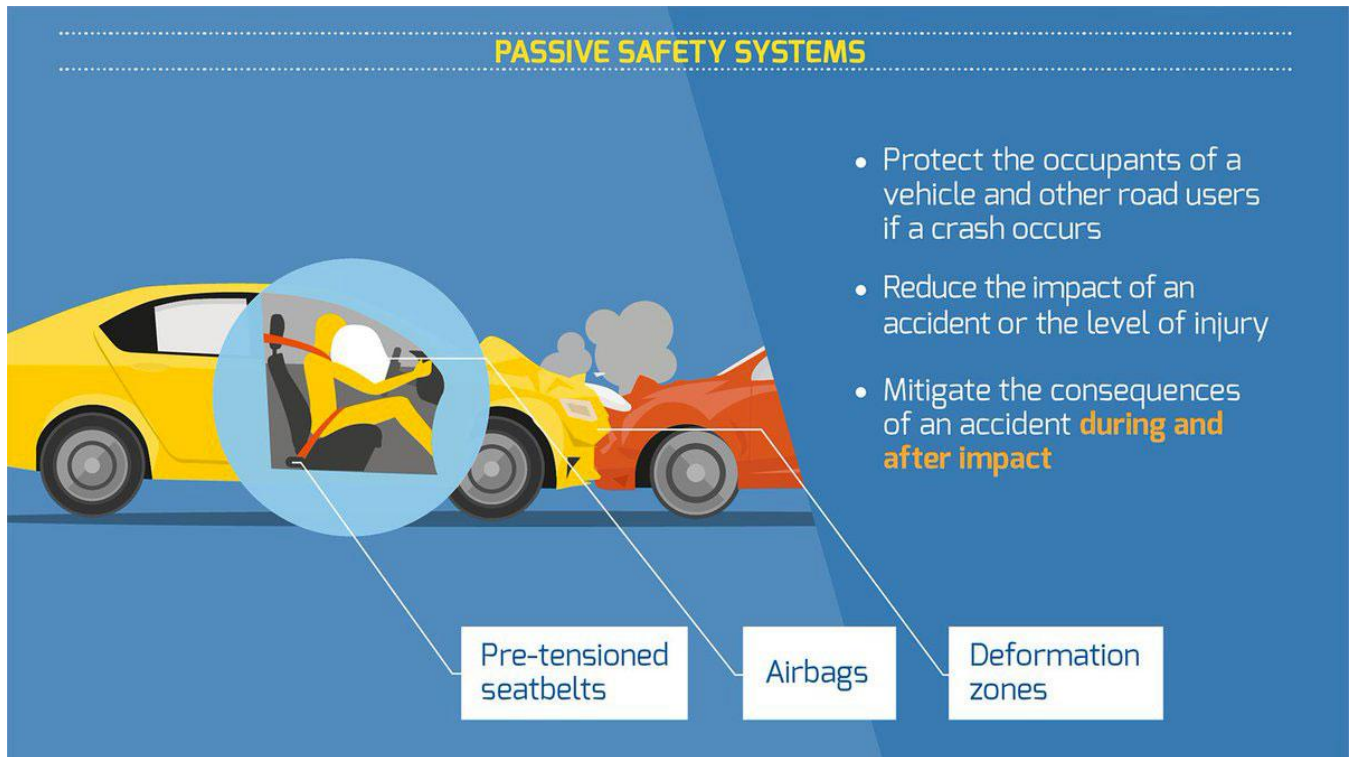 PASSIVE SAFETY SYSTEMS
• Protect the occupants of a
vehicle and other road users
if a crash occurs
• Reduce the impact of an
accident or the level of injury
• Mitigate the consequences
of an accident during and
after impact
Pre-tensioned
seatbelts
Airbags
Deformation
zones